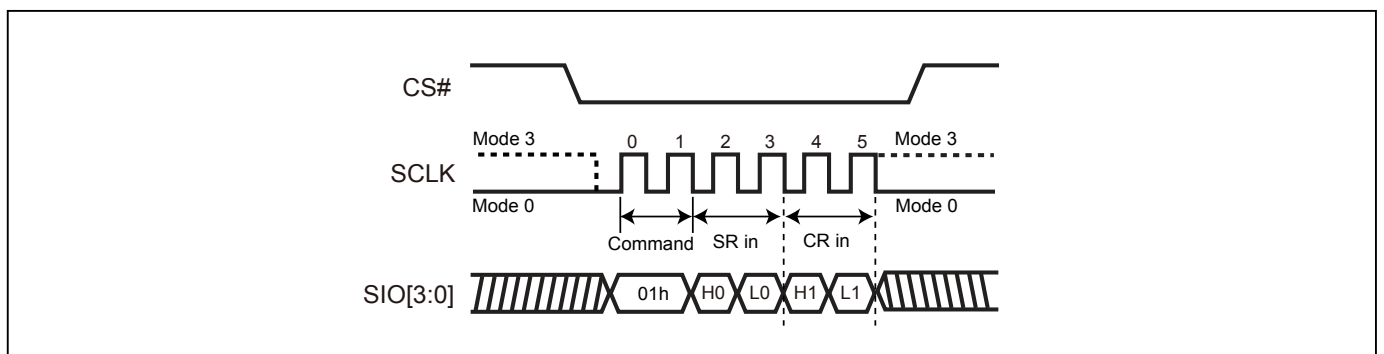 CS#
Mode 3
0 1 2 3 4 5
Mode 3
SCLK
Mode 0
Mode 0
Command
SR in
CR in
SIO[3:0]
01h
H0
L0
H1
L1